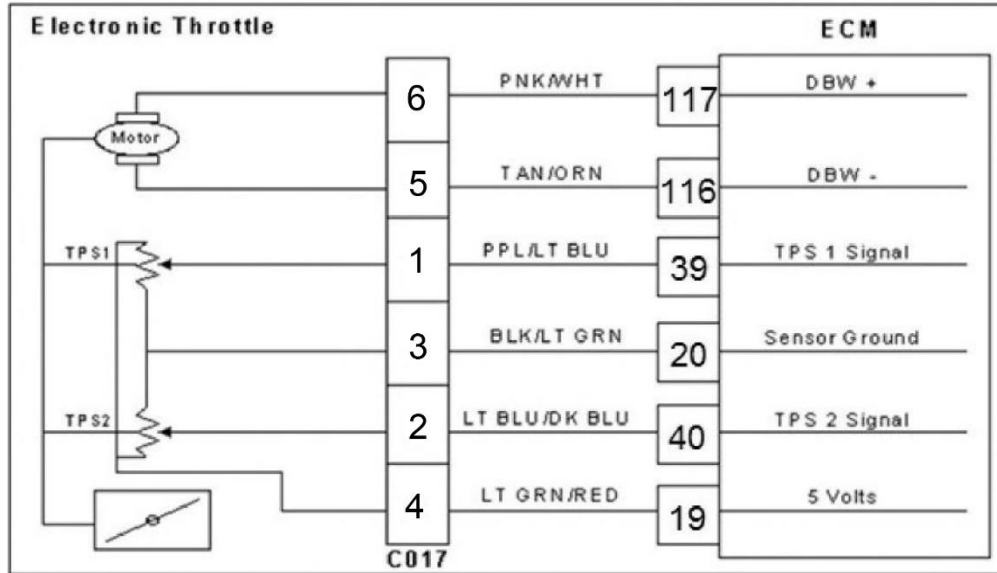 Electronic Throttle
ECM
6 PNK/WHT 117 DBW +
Motor
5 TAN/ORN 116 DBW -
TPS1 1 PPL/LT BLU 39 TPS 1 Signal
3 BLK/LT GRN 20 Sensor Ground
TPS2 2 LT BLU/DK BLU 40 TPS 2 Signal
4 LT GRN/RED 19 5 Volts
C017